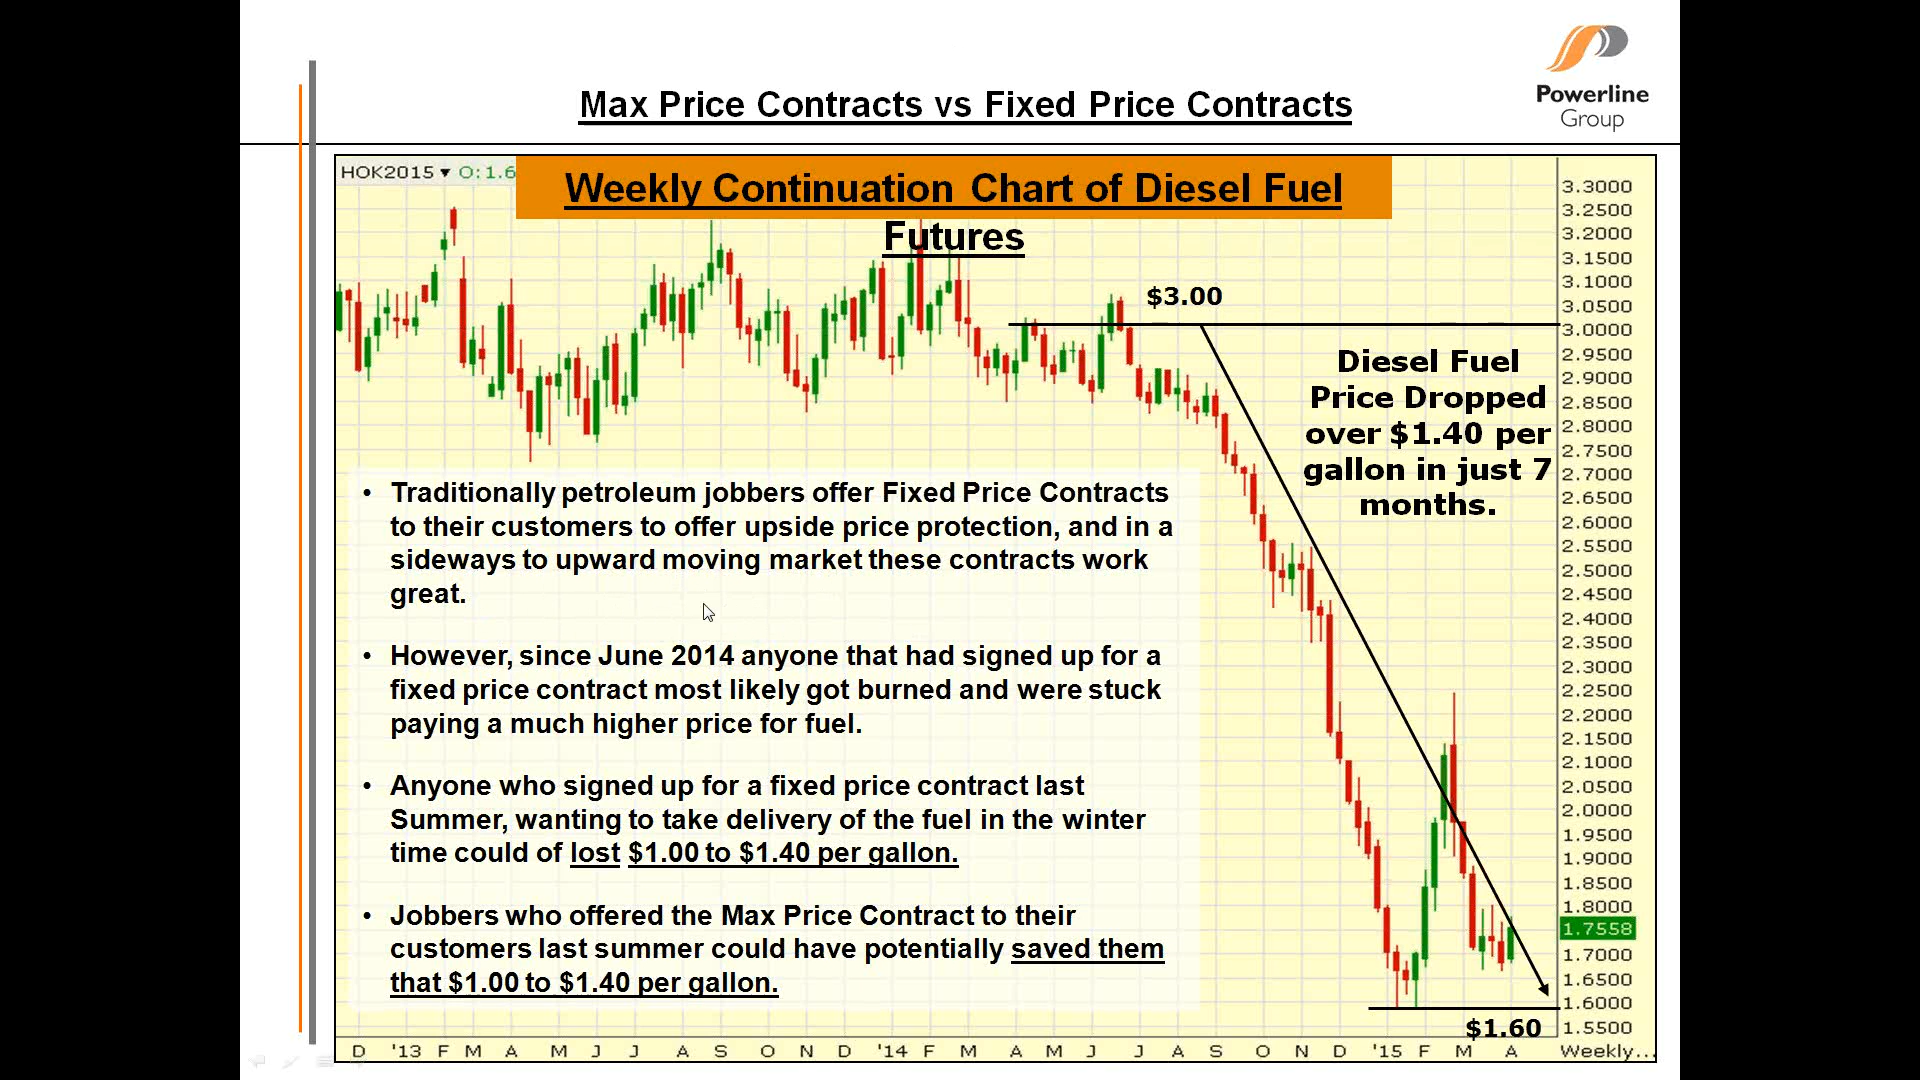 Powerline
Group
Max Price Contracts vs Fixed Price Contracts
HOK2015 ▼ O:1.6
Weekly Continuation Chart of Diesel Fuel
Futures
$3.00
Diesel Fuel
Price Dropped
over $1.40 per
gallon in just 7
months.
• Traditionally petroleum jobbers offer Fixed Price Contracts
to their customers to offer upside price protection, and in a
sideways to upward moving market these contracts work
great.
• However, since June 2014 anyone that had signed up for a
fixed price contract most likely got burned and were stuck
paying a much higher price for fuel.
• Anyone who signed up for a fixed price contract last
Summer, wanting to take delivery of the fuel in the winter
time could of lost $1.00 to $1.40 per gallon.
• Jobbers who offered the Max Price Contract to their
customers last summer could have potentially saved them
that $1.00 to $1.40 per gallon.
$1.60
3.3000
3.2500
3.2000
3.1500
3.1000
3.0500
3.0000
2.9500
2.9000
2.8500
2.8000
2.7500
2.7000
2.6500
2.6000
2.5500
2.5000
2.4500
2.4000
2.3500
2.3000
2.2500
2.2000
2.1500
2.1000
2.0500
2.0000
1.9500
1.9000
1.8500
1.8000
1.7558
1.7000
1.6500
1.6000
1.5500
D '13 F M A M J J A S O N D '14 F M A M J J A S O N D '15 F M A Weekly...